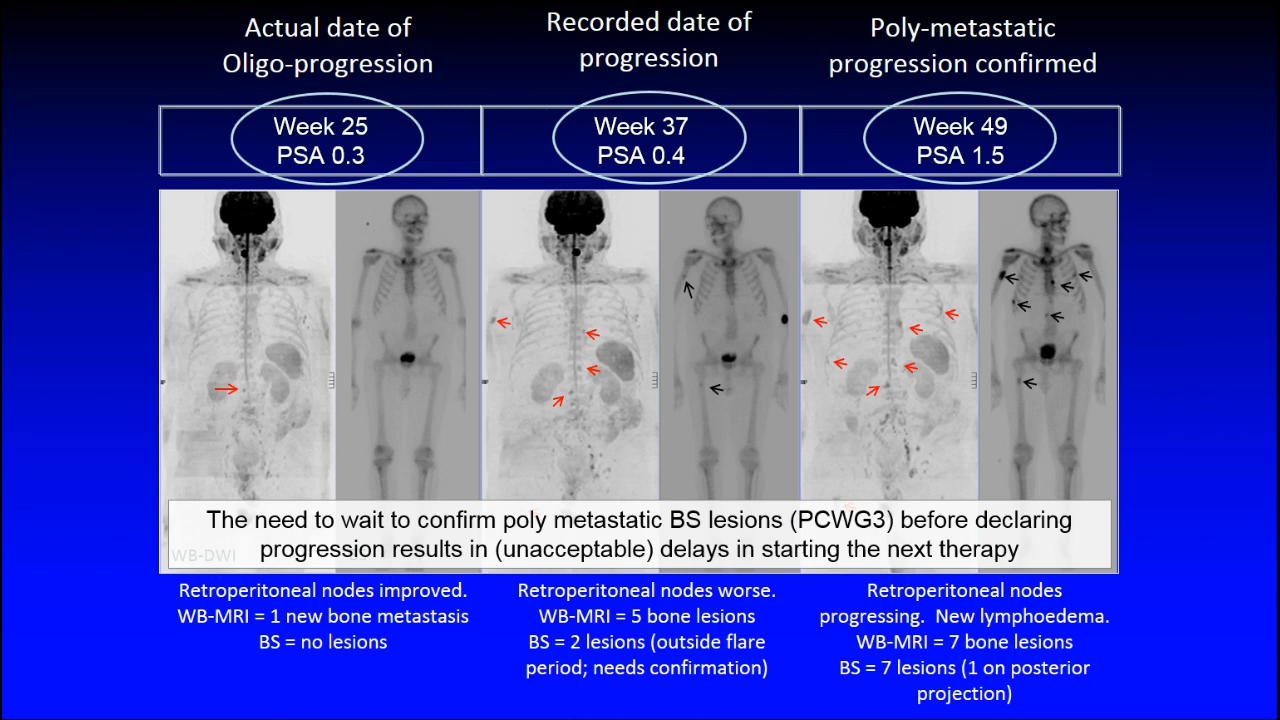 Actual date of
Oligo-progression
Recorded date of
progression
Poly-metastatic
progression confirmed
Week 25
PSA 0.3
Week 37
PSA 0.4
Week 49
PSA 1.5
The need to wait to confirm poly metastatic BS lesions (PCWG3) before declaring
progression results in (unacceptable) delays in starting the next therapy
WB-DWI
Retroperitoneal nodes improved.
WB-MRI = 1 new bone metastasis
BS = no lesions
Retroperitoneal nodes worse.
WB-MRI = 5 bone lesions
BS = 2 lesions (outside flare
period; needs confirmation)
Retroperitoneal nodes
progressing. New lymphoedema.
WB-MRI = 7 bone lesions
BS = 7 lesions (1 on posterior
projection)